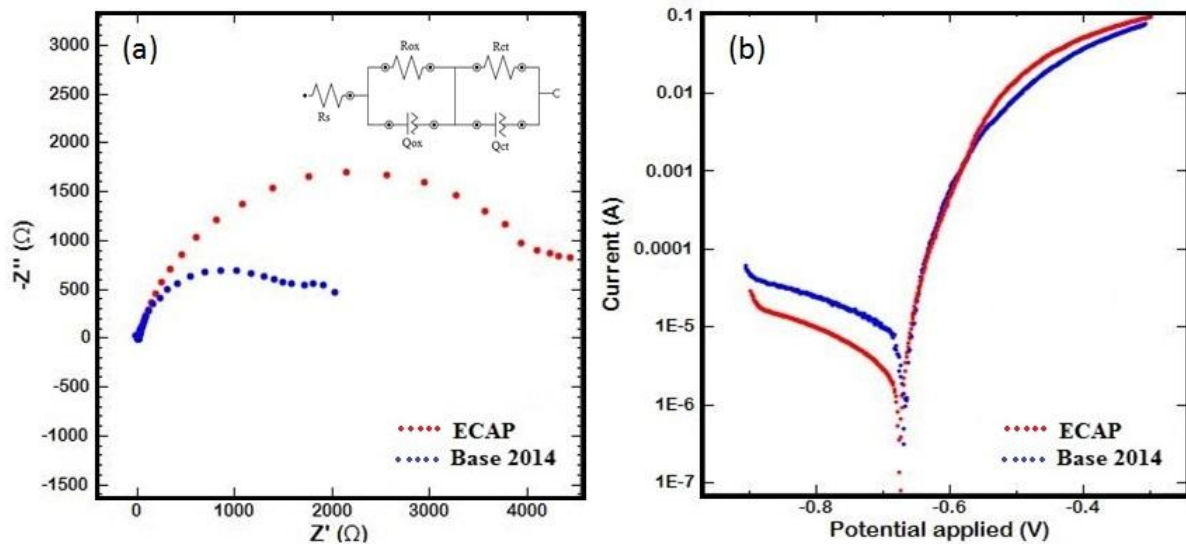 (a)
3000
2500
2000
1500
1000
500
0
-500
-1000
-1500
-Z'' (Ω)
0 1000 2000 3000 4000
Z' (Ω)
Rs
Rox
Rct
Qox
Qct
ECAP
Base 2014
(b)
0.1
0.01
0.001
0.0001
1E-5
1E-6
1E-7
Current (A)
-0.8 -0.6 -0.4
Potential applied (V)
ECAP
Base 2014